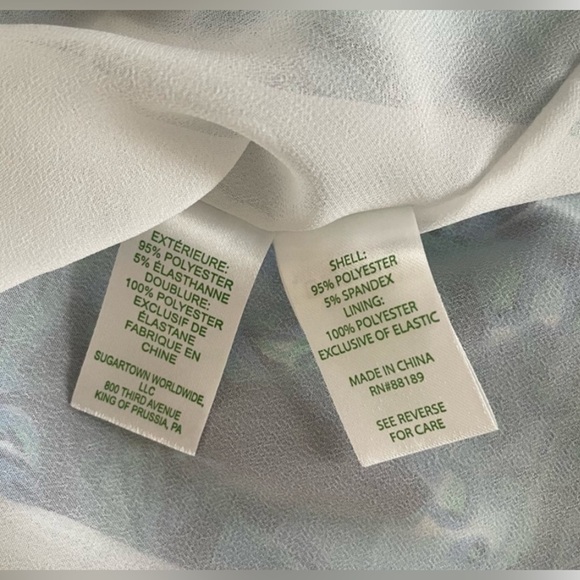 EXTÉRIEURE:
95% POLYESTER
5% ÉLASTHANNE
DOUBLURE:
100% POLYESTER
EXCLUSIF DE
ÉLASTANE
FABRIQUE EN
CHINE
SUGARTOWN WORLDWIDE,
LLC
800 THIRD AVENUE
KING OF PRUSSIA, PA
SHELL:
95% POLYESTER
5% SPANDEX
LINING:
100% POLYESTER
EXCLUSIVE OF ELASTIC
MADE IN CHINA
RN#88189
SEE REVERSE
FOR CARE